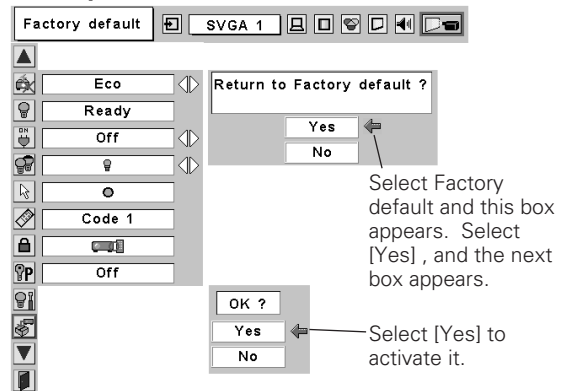 Factory default
SVGA 1
Eco
Return to Factory default ?
Ready
Yes
Off
ON
No
Select Factory
default and this box
appears. Select
[Yes] , and the next
box appears.
Code 1
P
Off
OK ?
Yes
No
Select [Yes] to
activate it.